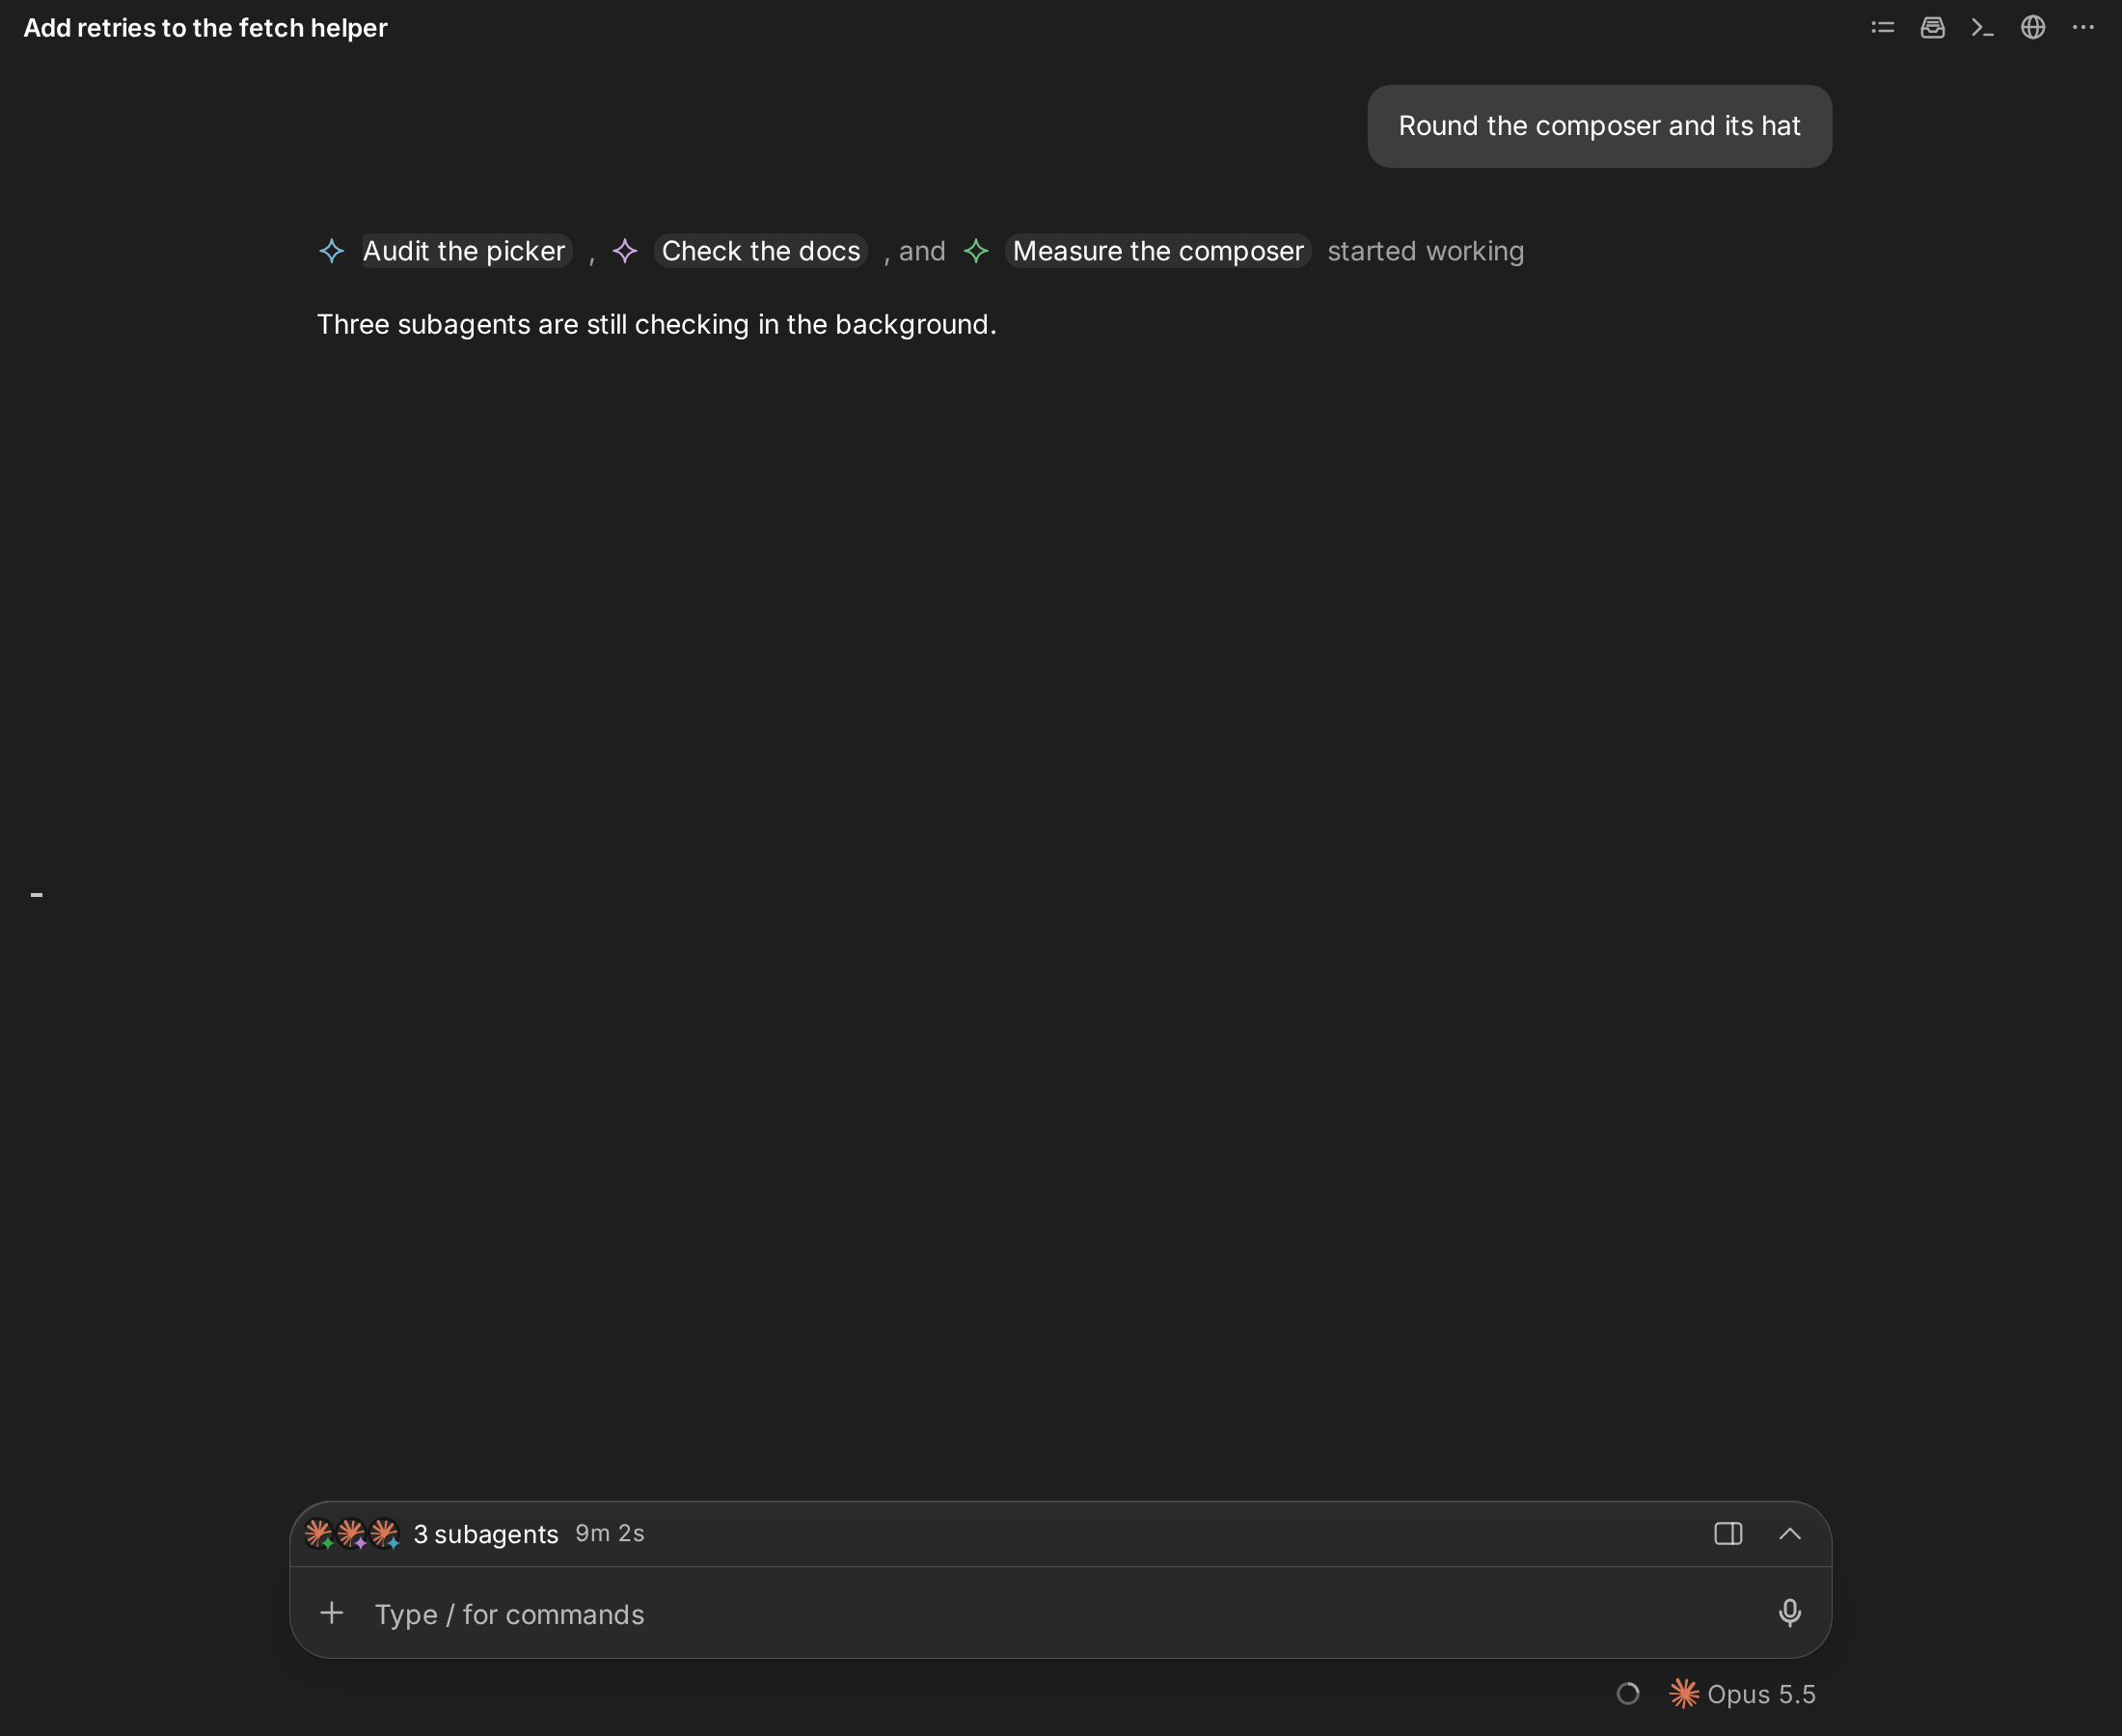 Add retries to the fetch helper
Round the composer and its hat
Audit the picker , Check the docs , and Measure the composer started working
Three subagents are still checking in the background.
3 subagents 9m 2s
Type / for commands
Opus 5.5